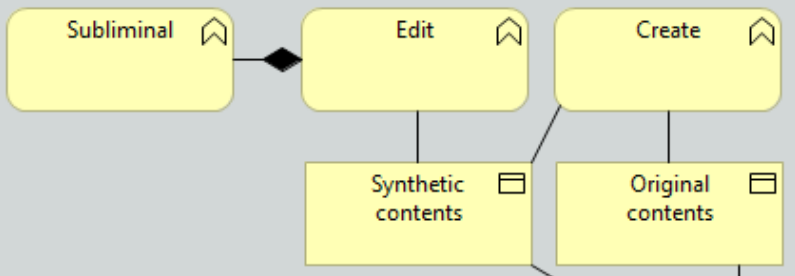 Subliminal
Edit
Create
Synthetic
contents
Original
contents